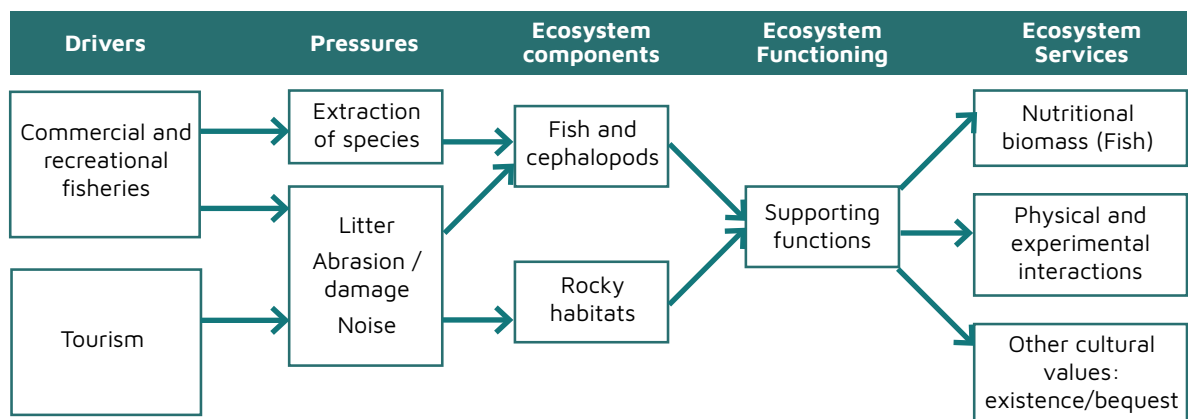 Drivers
Pressures
Ecosystem
components
Ecosystem
Functioning
Ecosystem
Services
Commercial and
recreational
fisheries
Tourism
Extraction
of species
Litter
Abrasion /
damage
Noise
Fish and
cephalopods
Rocky
habitats
Supporting
functions
Nutritional
biomass (Fish)
Physical and
experimental
interactions
Other cultural
values:
existence/bequest